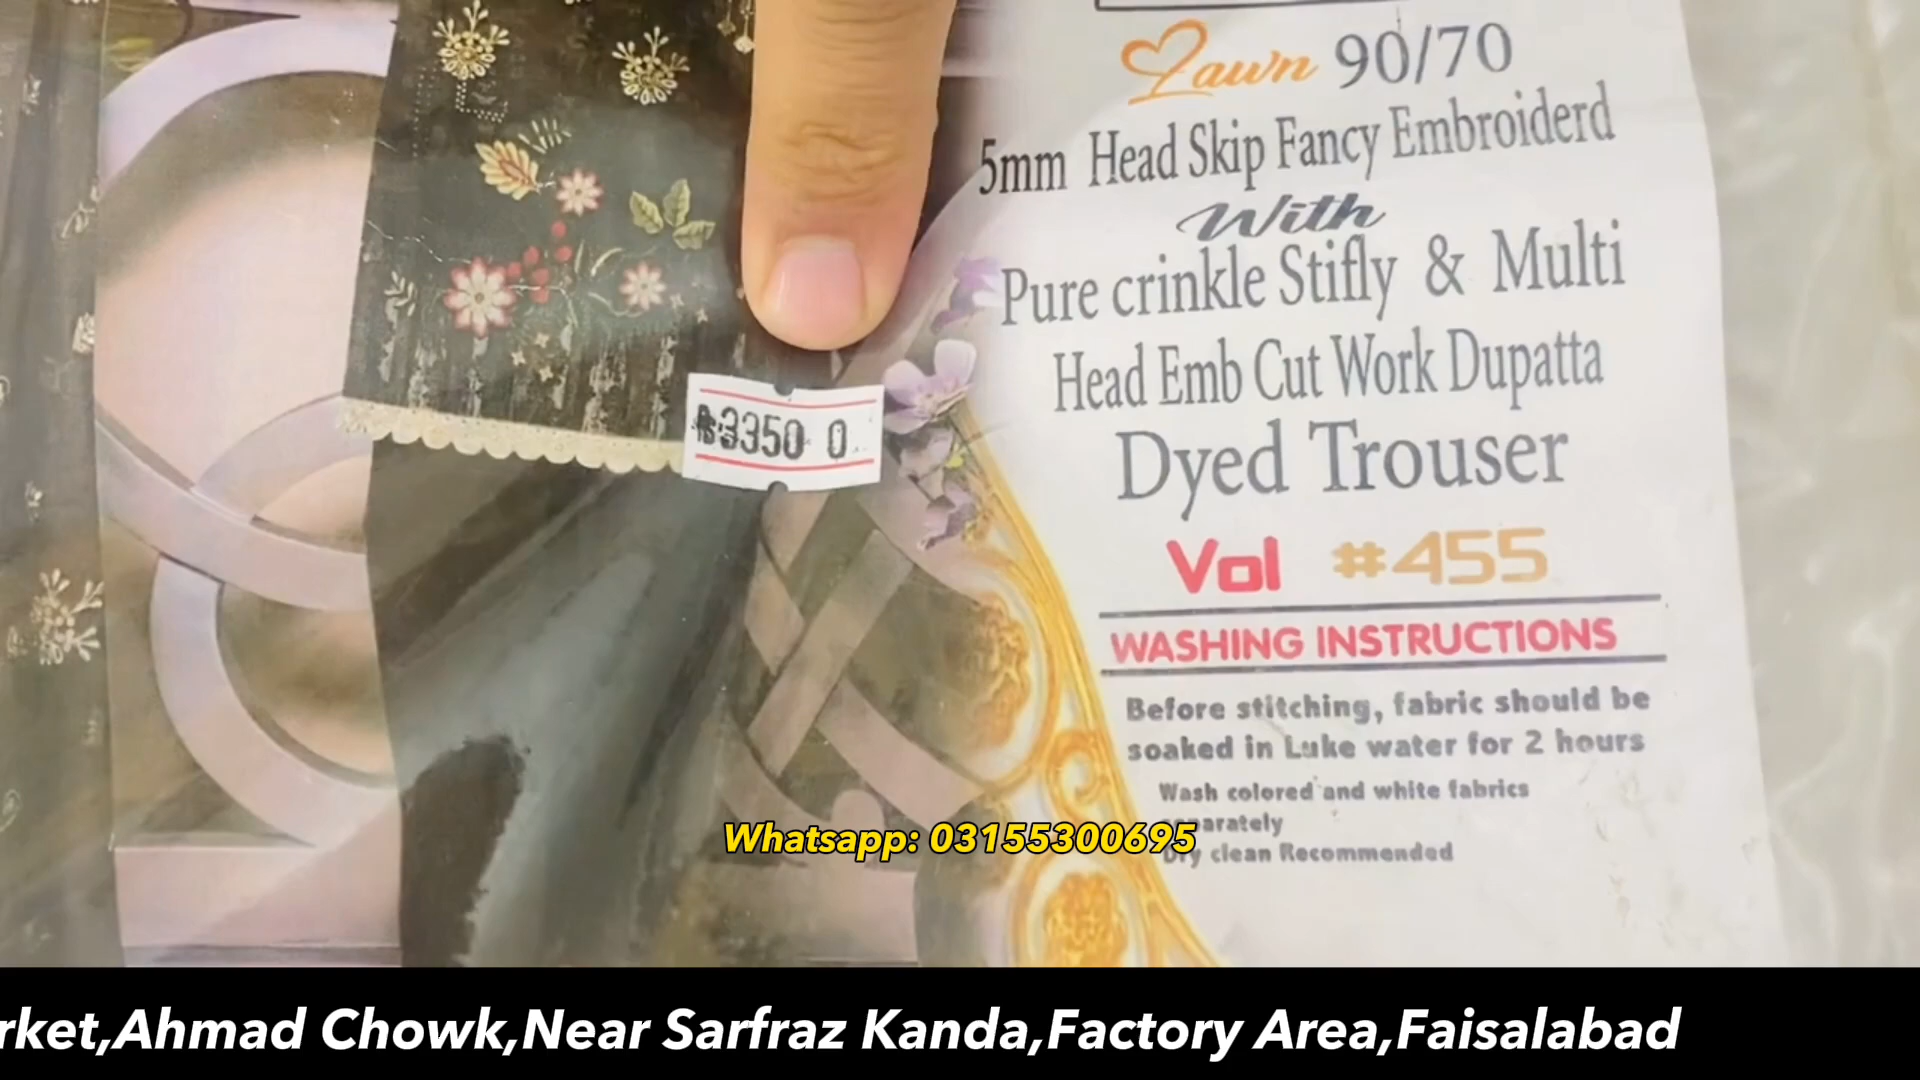 Lawn 90/70
5mm Head Skip Fancy Embroiderd
With
Pure crinkle Stifly & Multi
Head Emb Cut Work Dupatta
Dyed Trouser
Vol #455
3350 0
WASHING INSTRUCTIONS
Before stitching, fabric should be
soaked in Luke water for 2 hours
Wash colored and white fabrics
Whatsapp: 03155300695
clean Recommended
Ahmad Chowk,Near Sarfraz Kanda,Factory Area,Faisalabad